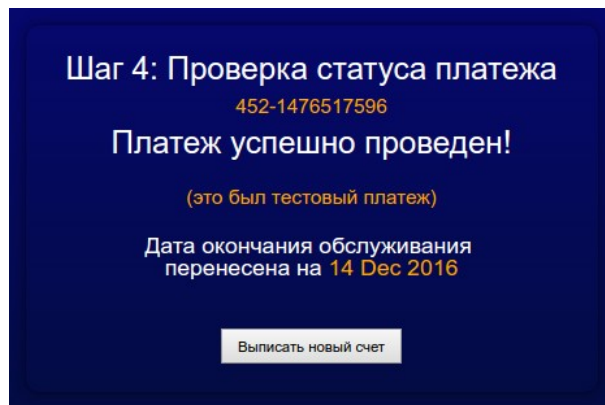 Шаг 4: Проверка статуса платежа
452-1476517596
Платеж успешно проведен!
(это был тестовый платеж)
Дата окончания обслуживания
перенесена на 14 Dec 2016
Выписать новый счет